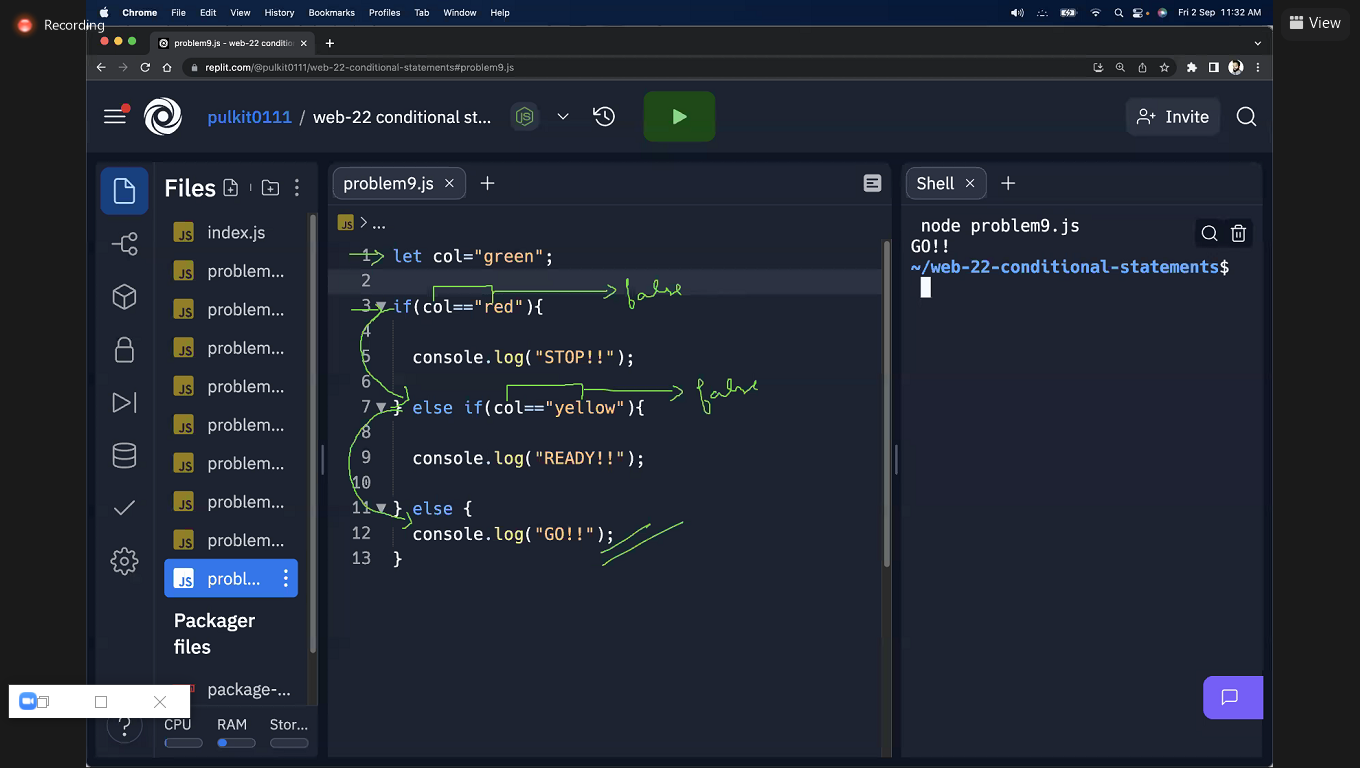 Recording
Chrome File Edit View History Bookmarks Profiles Tab Window Help
Fri 2 Sep 11:32 AM
View
problem9.js - web-22 conditio
replit.com/@pulkit0111/web-22-conditional-statements#problem9.js
pulkit0111 / web-22 conditional st...
Invite
Files
index.js
problem...
problem...
problem...
problem...
problem...
problem...
problem...
problem...
probl...
Packager
files
package-...
CPU RAM Stor...
problem9.js
JS > ...
1 let col="green";
2
false
3 if(col=="red"){
4
5 console.log("STOP!!");
6
false
7 } else if(col=="yellow"){
8
9 console.log("READY!!");
10
11 } else {
12 console.log("GO!!");
13 }
Shell
node problem9.js
GO!!
~/web-22-conditional-statements$